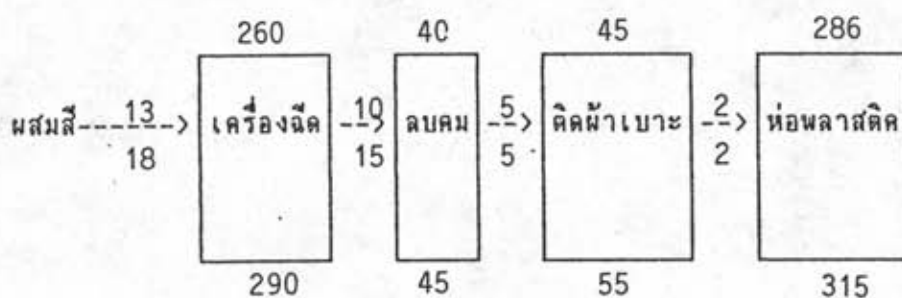 260 40 45 286
ผสมสี-----13-----> เครื่องฉีด --10--> ลบคม --5--> ติดผ้าเบาะ --2--> ห่อพลาสติค
18 15 5 2
290 45 55 315